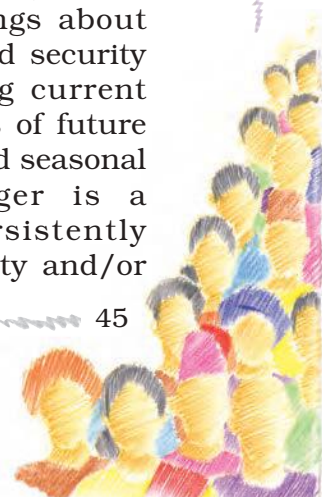 ngs about
d security
g current
of future
d seasonal
ger is a
rsistently
ty and/or
45